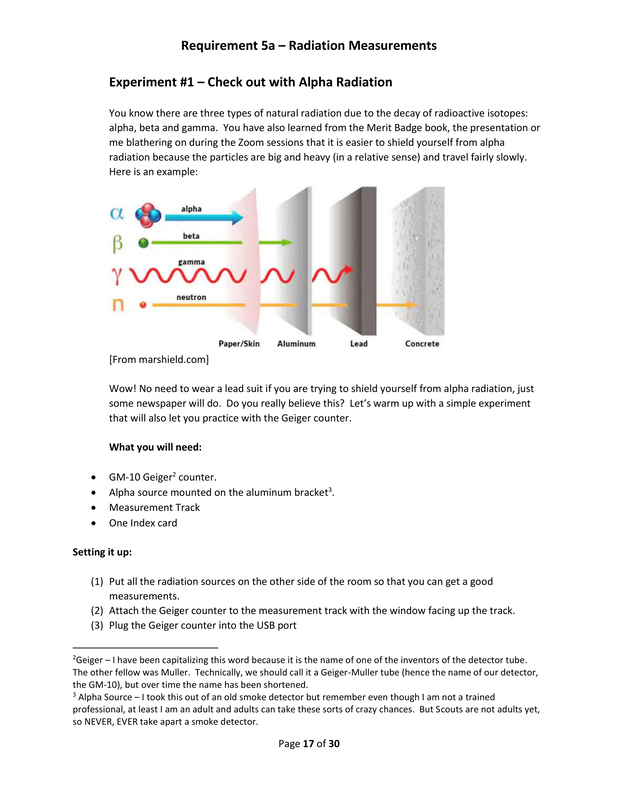 Requirement 5a – Radiation Measurements
Experiment #1 – Check out with Alpha Radiation
You know there are three types of natural radiation due to the decay of radioactive isotopes:
alpha, beta and gamma.  You have also learned from the Merit Badge book, the presentation or
me blathering on during the Zoom sessions that it is easier to shield yourself from alpha
radiation because the particles are big and heavy (in a relative sense) and travel fairly slowly.
Here is an example:
α alpha
β beta
γ gamma
n neutron
Paper/Skin Aluminum Lead Concrete
[From marshield.com]
Wow! No need to wear a lead suit if you are trying to shield yourself from alpha radiation, just
some newspaper will do.  Do you really believe this?  Let’s warm up with a simple experiment
that will also let you practice with the Geiger counter.
What you will need:
• GM-10 Geiger² counter.
• Alpha source mounted on the aluminum bracket³.
• Measurement Track
• One Index card
Setting it up:
(1) Put all the radiation sources on the other side of the room so that you can get a good
measurements.
(2) Attach the Geiger counter to the measurement track with the window facing up the track.
(3) Plug the Geiger counter into the USB port
²Geiger – I have been capitalizing this word because it is the name of one of the inventors of the detector tube.
The other fellow was Muller.  Technically, we should call it a Geiger-Muller tube (hence the name of our detector,
the GM-10), but over time the name has been shortened.
³ Alpha Source – I took this out of an old smoke detector but remember even though I am not a trained
professional, at least I am an adult and adults can take these sorts of crazy chances.  But Scouts are not adults yet,
so NEVER, EVER take apart a smoke detector.
Page 17 of 30